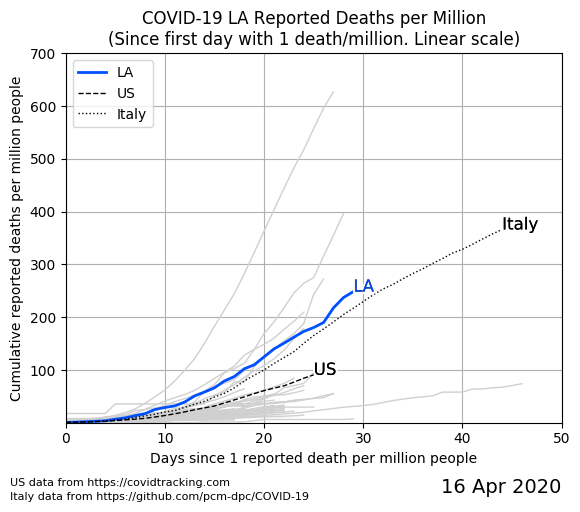 COVID-19 LA Reported Deaths per Million
(Since first day with 1 death/million. Linear scale)
Cumulative reported deaths per million people
700
600
500
400
300
200
100
LA
US
Italy
Italy
LA
US
0
10
20
30
40
50
Days since 1 reported death per million people
US data from https://covidtracking.com
Italy data from https://github.com/pcm-dpc/COVID-19
16 Apr 2020